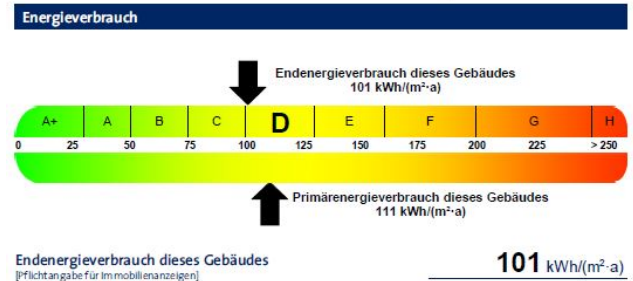 Energieverbrauch
Endenergieverbrauch dieses Gebäudes
101 kWh/(m²·a)
A+ A B C D E F G H
0 25 50 75 100 125 150 175 200 225 > 250
Primärenergieverbrauch dieses Gebäudes
111 kWh/(m²·a)
Endenergieverbrauch dieses Gebäudes 101 kWh/(m²·a)
[Pflichtangabe für Immobilienanzeigen]